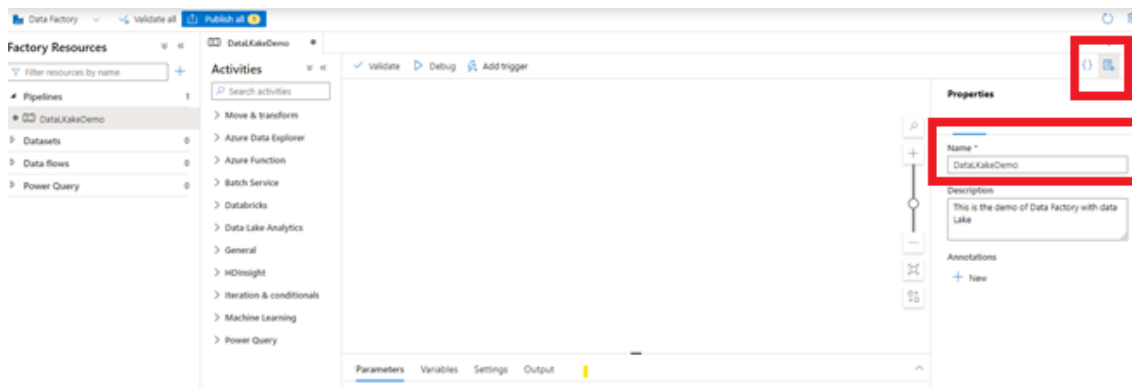 Data Factory
Validate all
Publish all 1
Factory Resources
Filter resources by name
Pipelines 1
DataLKakeDemo
Datasets 0
Data flows 0
Power Query 0
DataLKakeDemo
Activities
Search activities
Move & transform
Azure Data Explorer
Azure Function
Batch Service
Databricks
Data Lake Analytics
General
HDInsight
Iteration & conditionals
Machine Learning
Power Query
Validate Debug Add trigger
Parameters Variables Settings Output
{}
Properties
Name *
DataLKakeDemo
Description
This is the demo of Data Factory with data
Lake
Annotations
New